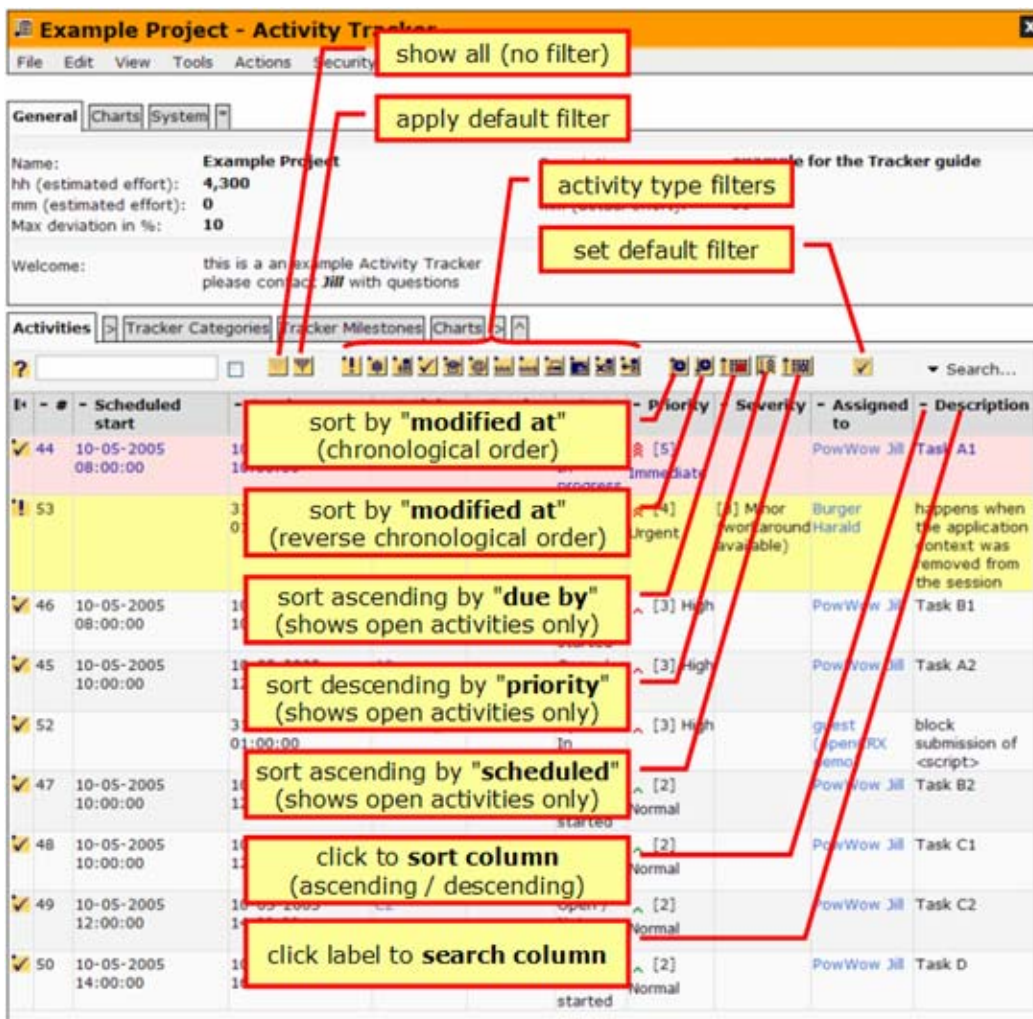 Example Project - Activity Tracker
show all (no filter)
File Edit View Tools Actions Security
apply default filter
General Charts System
Name: Example Project
example for the Tracker guide
hh (estimated effort): 4,300
activity type filters
mm (estimated effort): 0
Max deviation in %: 10
set default filter
Welcome: this is a an example Activity Tracker
please contact Jill with questions
Activities > Tracker Categories Tracker Milestones Charts > ^
? Search...
# - Scheduled start - Priority - Severity - Assigned to - Description
sort by "modified at"
(chronological order)
44 10-05-2005 08:00:00 progress [5] Immediate PowWow Jill Task A1
sort by "modified at"
(reverse chronological order)
53 [4] Urgent Minor (workaround available) Burger Harald happens when the application context was removed from the session
sort ascending by "due by"
(shows open activities only)
46 10-05-2005 08:00:00 [3] High PowWow Jill Task B1
sort descending by "priority"
(shows open activities only)
45 10-05-2005 10:00:00 [3] High PowWow Jill Task A2
52 01:00:00 In [3] High guest block submission of <script>
sort ascending by "scheduled"
(shows open activities only)
47 10-05-2005 10:00:00 started [2] Normal PowWow Jill Task B2
click to sort column
(ascending / descending)
48 10-05-2005 10:00:00 [2] Normal PowWow Jill Task C1
49 10-05-2005 12:00:00 [2] Normal PowWow Jill Task C2
click label to search column
50 10-05-2005 14:00:00 started [2] Normal PowWow Jill Task D